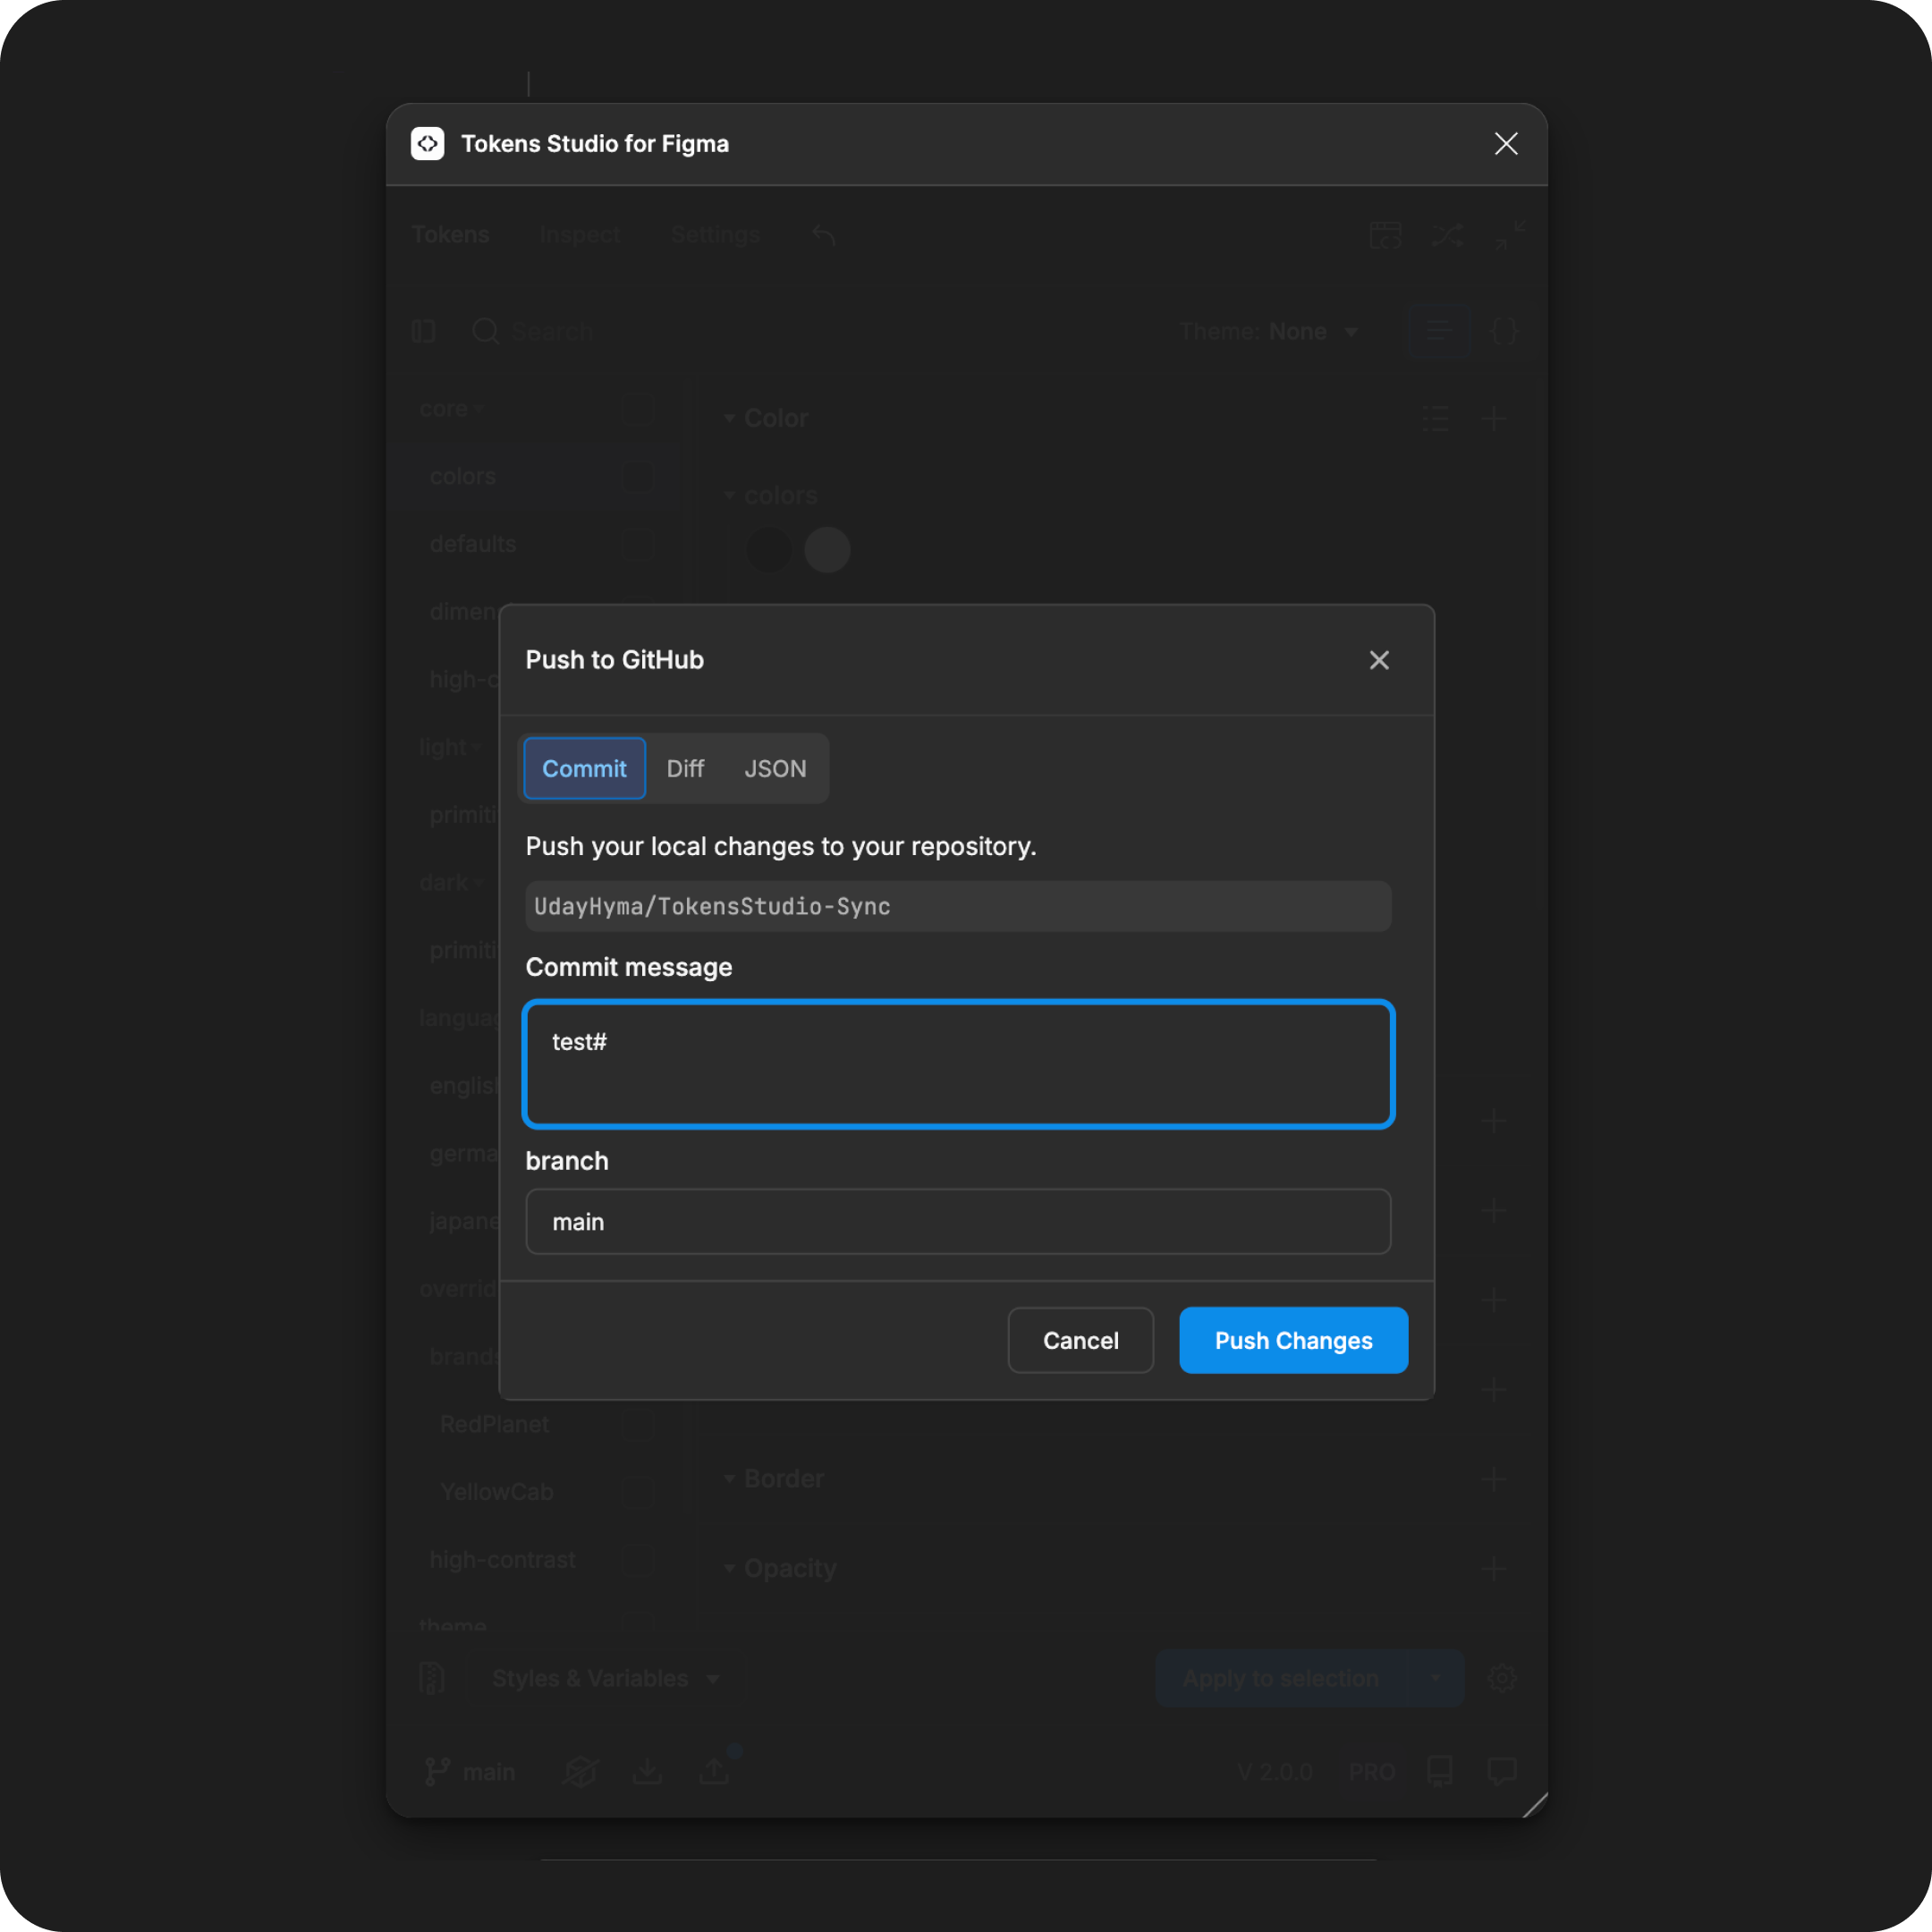 Tokens Studio for Figma
Tokens Inspect Settings
Search Theme: None
core
Color
colors
colors
defaults
dimen
high-c
Push to GitHub
light
Commit Diff JSON
primiti
Push your local changes to your repository.
dark
UdayHyma/TokensStudio-Sync
primiti
Commit message
languag
test#
english
germa
branch
japane
main
overrid
Cancel Push Changes
brands
RedPlanet
Border
YellowCab
high-contrast
Opacity
theme
Styles & Variables Apply to selection
main V 2.0.0 PRO